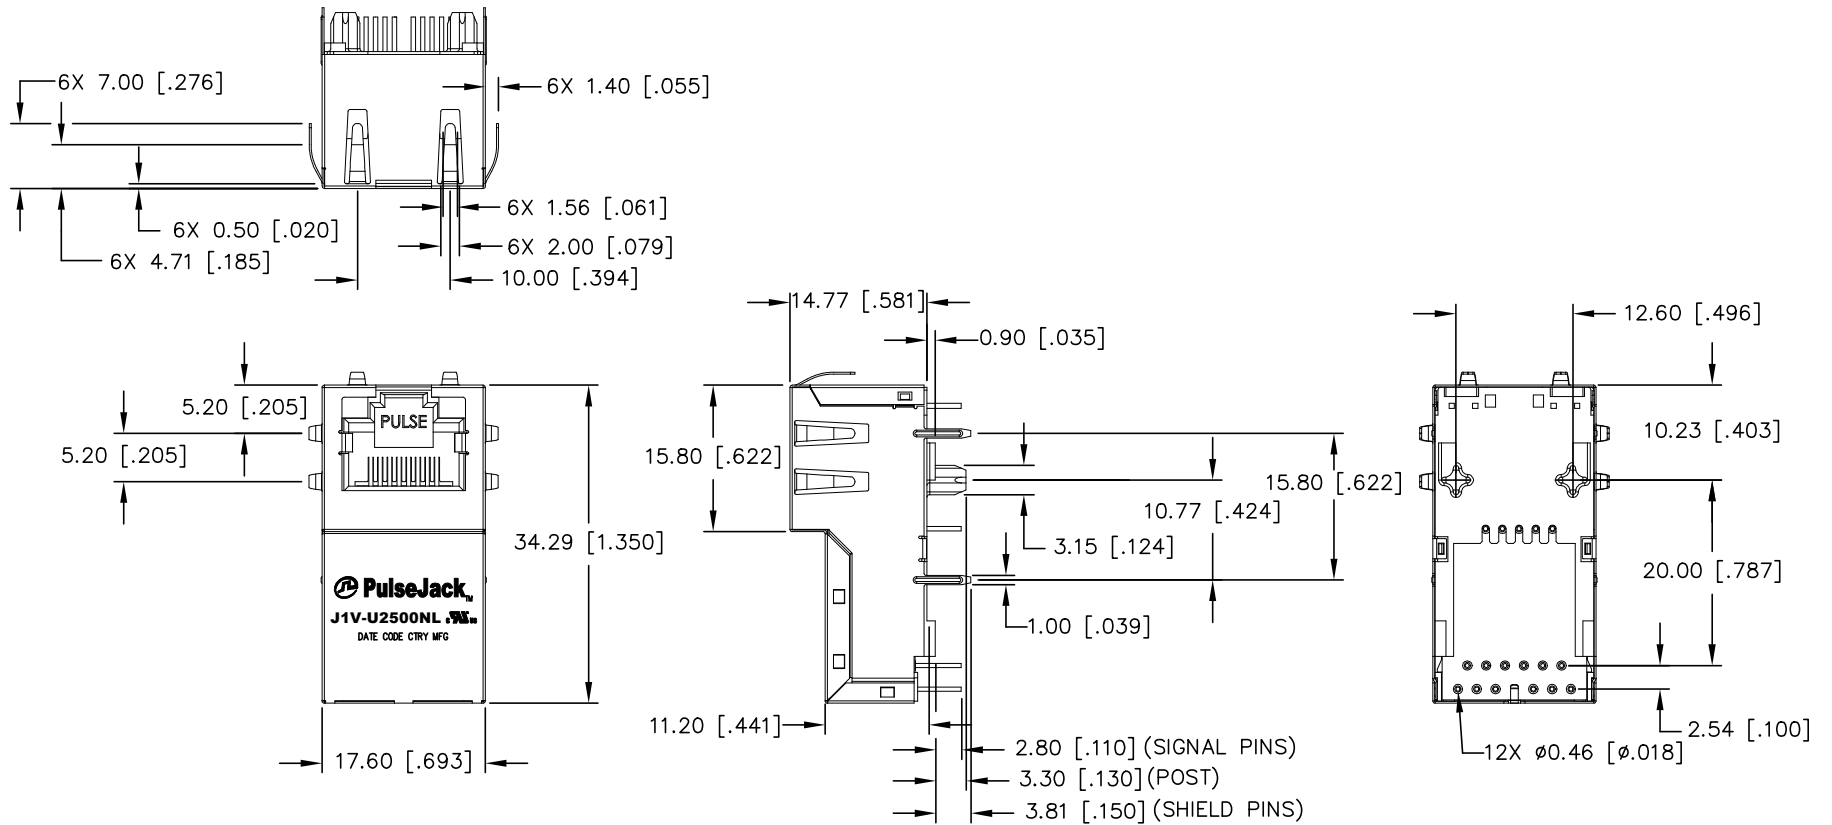 6X 7.00 [.276]
6X 1.40 [.055]
6X 1.56 [.061]
6X 0.50 [.020]
6X 2.00 [.079]
6X 4.71 [.185]
10.00 [.394]
14.77 [.581]
12.60 [.496]
0.90 [.035]
5.20 [.205]
PULSE
10.23 [.403]
5.20 [.205]
15.80 [.622]
15.80 [.622]
10.77 [.424]
34.29 [1.350]
3.15 [.124]
20.00 [.787]
PulseJack™
J1V-U2500NL
1.00 [.039]
DATE CODE CTRY MFG
11.20 [.441]
2.54 [.100]
2.80 [.110] (SIGNAL PINS)
12X ø0.46 [ø.018]
17.60 [.693]
3.30 [.130] (POST)
3.81 [.150] (SHIELD PINS)